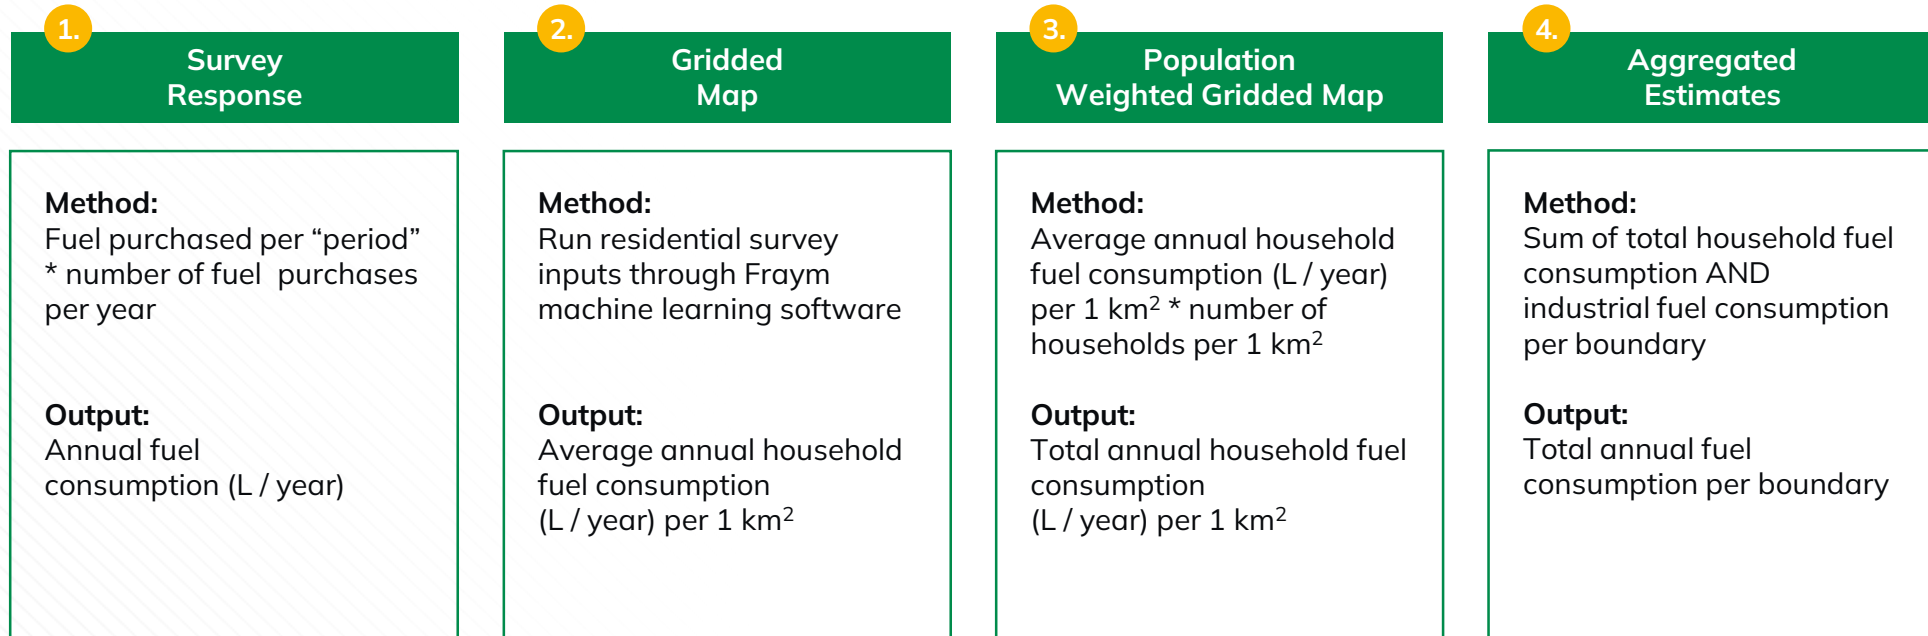 1.
Survey
Response
Method:
Fuel purchased per “period”
* number of fuel  purchases
per year
Output:
Annual fuel
consumption (L / year)
2.
Gridded
Map
Method:
Run residential survey
inputs through Fraym
machine learning software
Output:
Average annual household
fuel consumption
(L / year) per 1 km²
3.
Population
Weighted Gridded Map
Method:
Average annual household
fuel consumption (L / year)
per 1 km² * number of
households per 1 km²
Output:
Total annual household fuel
consumption
(L / year) per 1 km²
4.
Aggregated
Estimates
Method:
Sum of total household fuel
consumption AND
industrial fuel consumption
per boundary
Output:
Total annual fuel
consumption per boundary